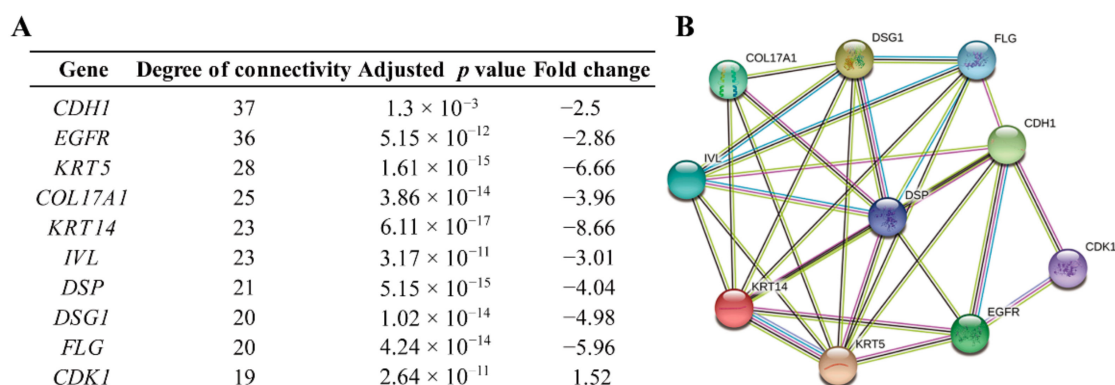 A
Gene Degree of connectivity Adjusted p value Fold change
CDH1 37 1.3 × 10⁻³ −2.5
EGFR 36 5.15 × 10⁻¹² −2.86
KRT5 28 1.61 × 10⁻¹⁵ −6.66
COL17A1 25 3.86 × 10⁻¹⁴ −3.96
KRT14 23 6.11 × 10⁻¹⁷ −8.66
IVL 23 3.17 × 10⁻¹¹ −3.01
DSP 21 5.15 × 10⁻¹⁵ −4.04
DSG1 20 1.02 × 10⁻¹⁴ −4.98
FLG 20 4.24 × 10⁻¹⁴ −5.96
CDK1 19 2.64 × 10⁻¹¹ 1.52
B
DSG1
FLG
COL17A1
CDH1
IVL
DSP
CDK1
KRT14
EGFR
KRT5